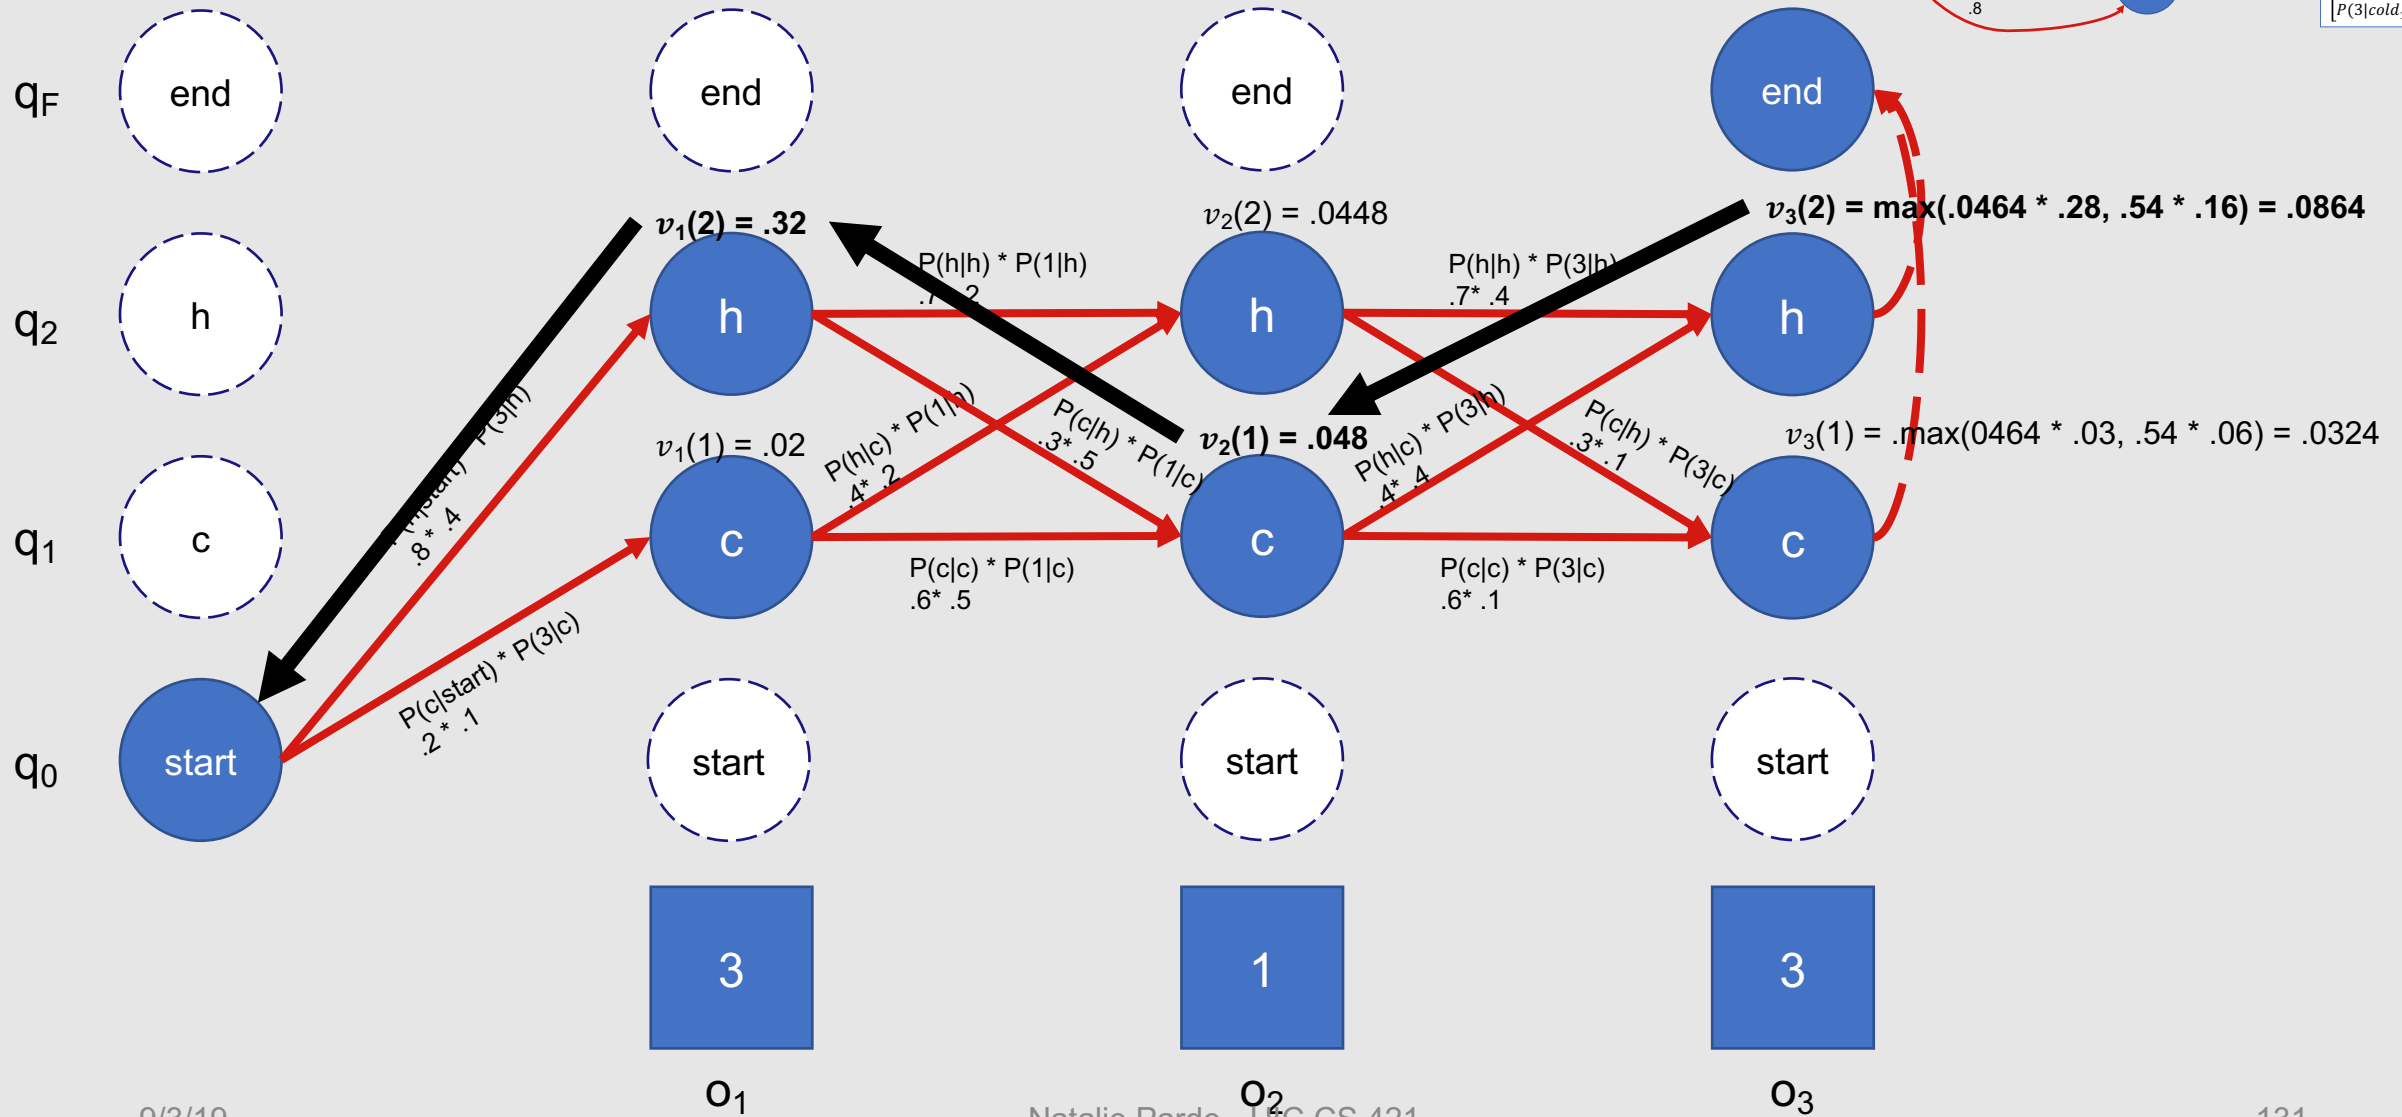 .8
q_F
end
end
end
end
v₁(2) = .32
v₂(2) = .0448
v₃(2) = max(.0464 * .28, .54 * .16) = .0864
P(h|h) * P(1|h)
P(h|h) * P(3|h)
.7* .4
q₂
h
h
h
h
P(3|h)
.8* .4
P(h|c) * P(1|h)
.4* .2
P(c|h) * P(1|c)
.3* .5
P(h|c) * P(3|h)
.4* .4
P(c|h) * P(3|c)
.3* .1
v₁(1) = .02
v₂(1) = .048
v₃(1) = .max(0464 * .03, .54 * .06) = .0324
q₁
c
c
c
c
P(c|c) * P(1|c)
.6* .5
P(c|c) * P(3|c)
.6* .1
P(c|start) * P(3|c)
.2* .1
q₀
start
start
start
start
3
1
3
o₁
o₂
o₃